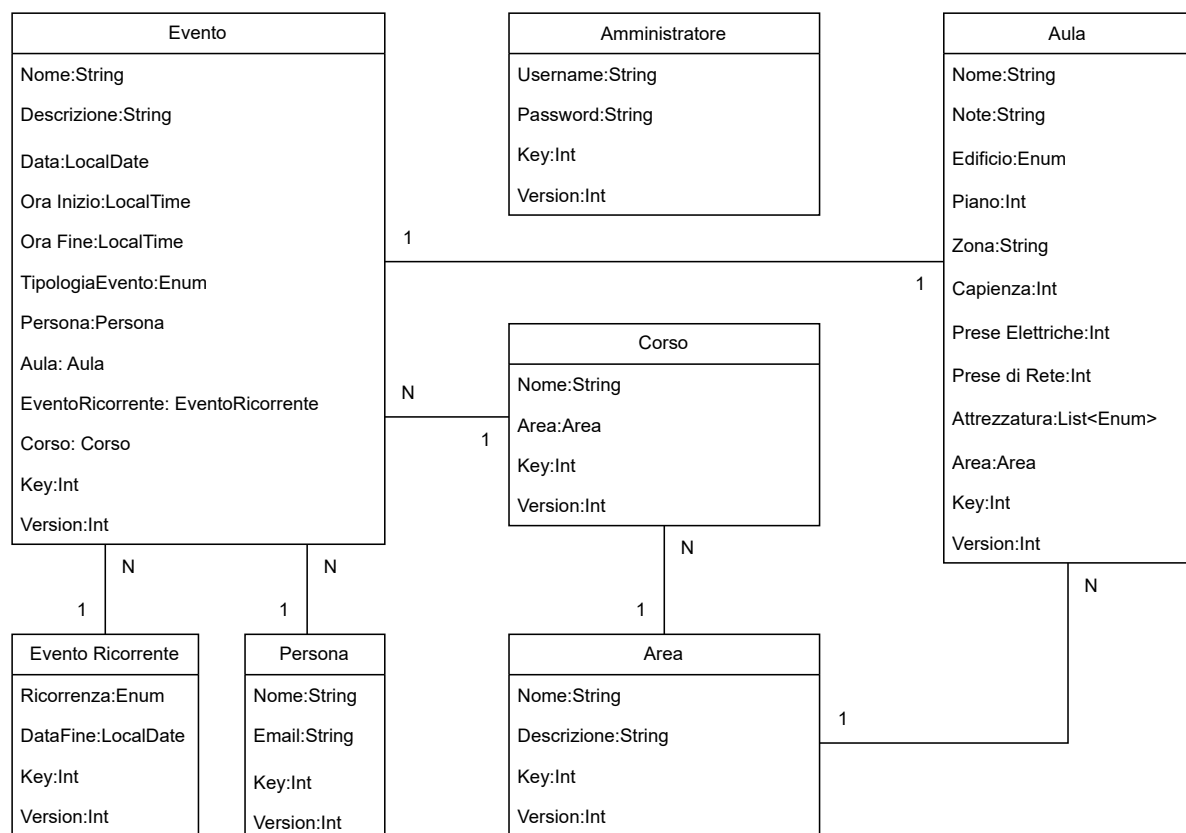 Evento
Nome:String
Descrizione:String
Data:LocalDate
Ora Inizio:LocalTime
Ora Fine:LocalTime
TipologiaEvento:Enum
Persona:Persona
Aula: Aula
EventoRicorrente: EventoRicorrente
Corso: Corso
Key:Int
Version:Int
Amministratore
Username:String
Password:String
Key:Int
Version:Int
Aula
Nome:String
Note:String
Edificio:Enum
Piano:Int
Zona:String
Capienza:Int
Prese Elettriche:Int
Prese di Rete:Int
Attrezzatura:List<Enum>
Area:Area
Key:Int
Version:Int
1
1
Corso
Nome:String
Area:Area
Key:Int
Version:Int
N
1
N
1
N
1
N
1
N
1
Evento Ricorrente
Ricorrenza:Enum
DataFine:LocalDate
Key:Int
Version:Int
Persona
Nome:String
Email:String
Key:Int
Version:Int
Area
Nome:String
Descrizione:String
Key:Int
Version:Int